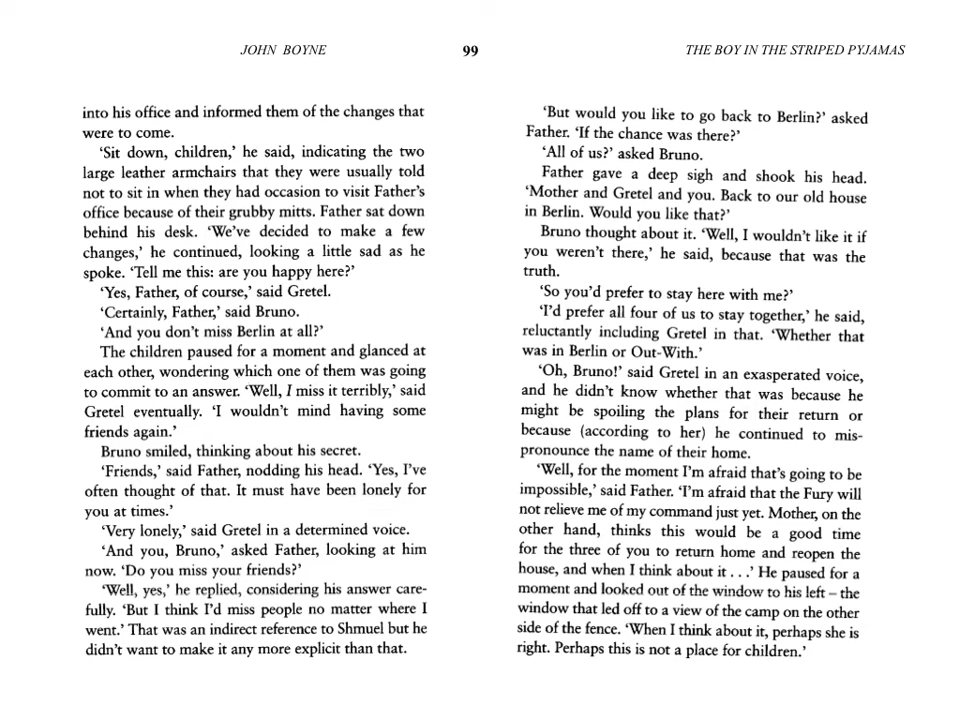 JOHN BOYNE
99
THE BOY IN THE STRIPED PYJAMAS
into his office and informed them of the changes that
were to come.
‘Sit down, children,’ he said, indicating the two
large leather armchairs that they were usually told
not to sit in when they had occasion to visit Father’s
office because of their grubby mitts. Father sat down
behind his desk. ‘We’ve decided to make a few
changes,’ he continued, looking a little sad as he
spoke. ‘Tell me this: are you happy here?’
‘Yes, Father, of course,’ said Gretel.
‘Certainly, Father,’ said Bruno.
‘And you don’t miss Berlin at all?’
The children paused for a moment and glanced at
each other, wondering which one of them was going
to commit to an answer. ‘Well, I miss it terribly,’ said
Gretel eventually. ‘I wouldn’t mind having some
friends again.’
Bruno smiled, thinking about his secret.
‘Friends,’ said Father, nodding his head. ‘Yes, I’ve
often thought of that. It must have been lonely for
you at times.’
‘Very lonely,’ said Gretel in a determined voice.
‘And you, Bruno,’ asked Father, looking at him
now. ‘Do you miss your friends?’
‘Well, yes,’ he replied, considering his answer care-
fully. ‘But I think I’d miss people no matter where I
went.’ That was an indirect reference to Shmuel but he
didn’t want to make it any more explicit than that.
‘But would you like to go back to Berlin?’ asked
Father. ‘If the chance was there?’
‘All of us?’ asked Bruno.
Father gave a deep sigh and shook his head.
‘Mother and Gretel and you. Back to our old house
in Berlin. Would you like that?’
Bruno thought about it. ‘Well, I wouldn’t like it if
you weren’t there,’ he said, because that was the
truth.
‘So you’d prefer to stay here with me?’
‘I’d prefer all four of us to stay together,’ he said,
reluctantly including Gretel in that. ‘Whether that
was in Berlin or Out-With.’
‘Oh, Bruno!’ said Gretel in an exasperated voice,
and he didn’t know whether that was because he
might be spoiling the plans for their return or
because (according to her) he continued to mis-
pronounce the name of their home.
‘Well, for the moment I’m afraid that’s going to be
impossible,’ said Father. ‘I’m afraid that the Fury will
not relieve me of my command just yet. Mother, on the
other hand, thinks this would be a good time
for the three of you to return home and reopen the
house, and when I think about it . . .’ He paused for a
moment and looked out of the window to his left – the
window that led off to a view of the camp on the other
side of the fence. ‘When I think about it, perhaps she is
right. Perhaps this is not a place for children.’